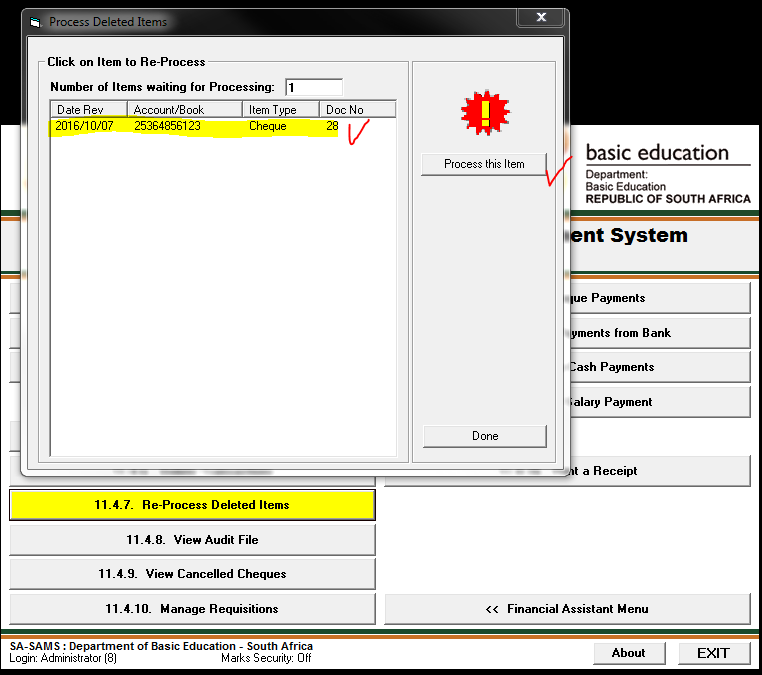 Process Deleted Items
Click on Item to Re-Process
Number of Items waiting for Processing: 1
Date Rev Account/Book Item Type Doc No
2016/10/07 25364856123 Cheque 28
Process this Item
Done
basic education
Department:
Basic Education
REPUBLIC OF SOUTH AFRICA
ent System
que Payments
yments from Bank
Cash Payments
alary Payment
a Receipt
11.4.7. Re-Process Deleted Items
11.4.8. View Audit File
11.4.9. View Cancelled Cheques
11.4.10. Manage Requisitions
<< Financial Assistant Menu
SA-SAMS : Department of Basic Education - South Africa
Login: Administrator (8) Marks Security: Off
About
EXIT